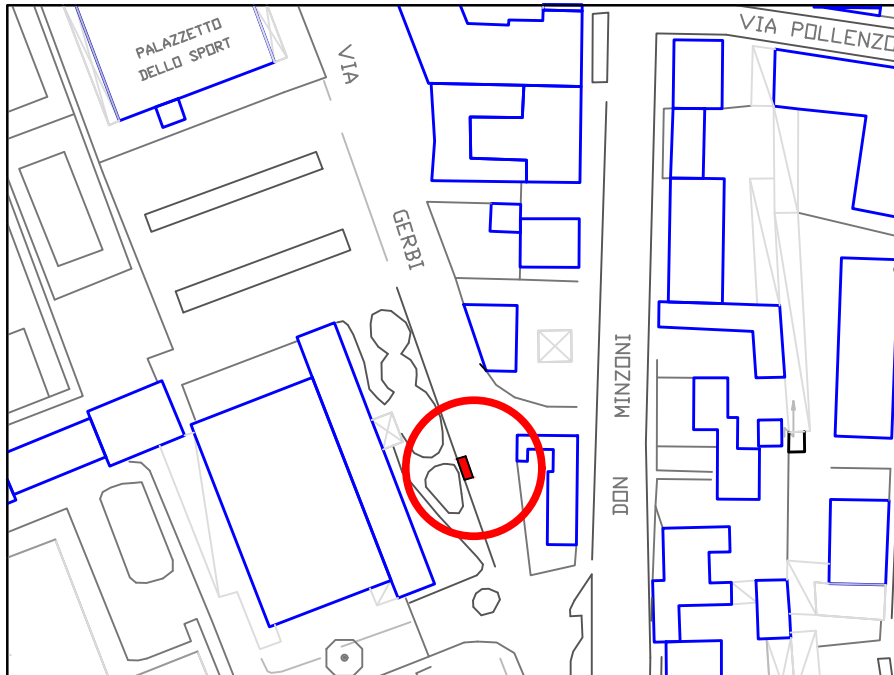 PALAZZETTO
DELLO SPORT
VIA
GERBI
VIA POLLENZO
DON MINZONI